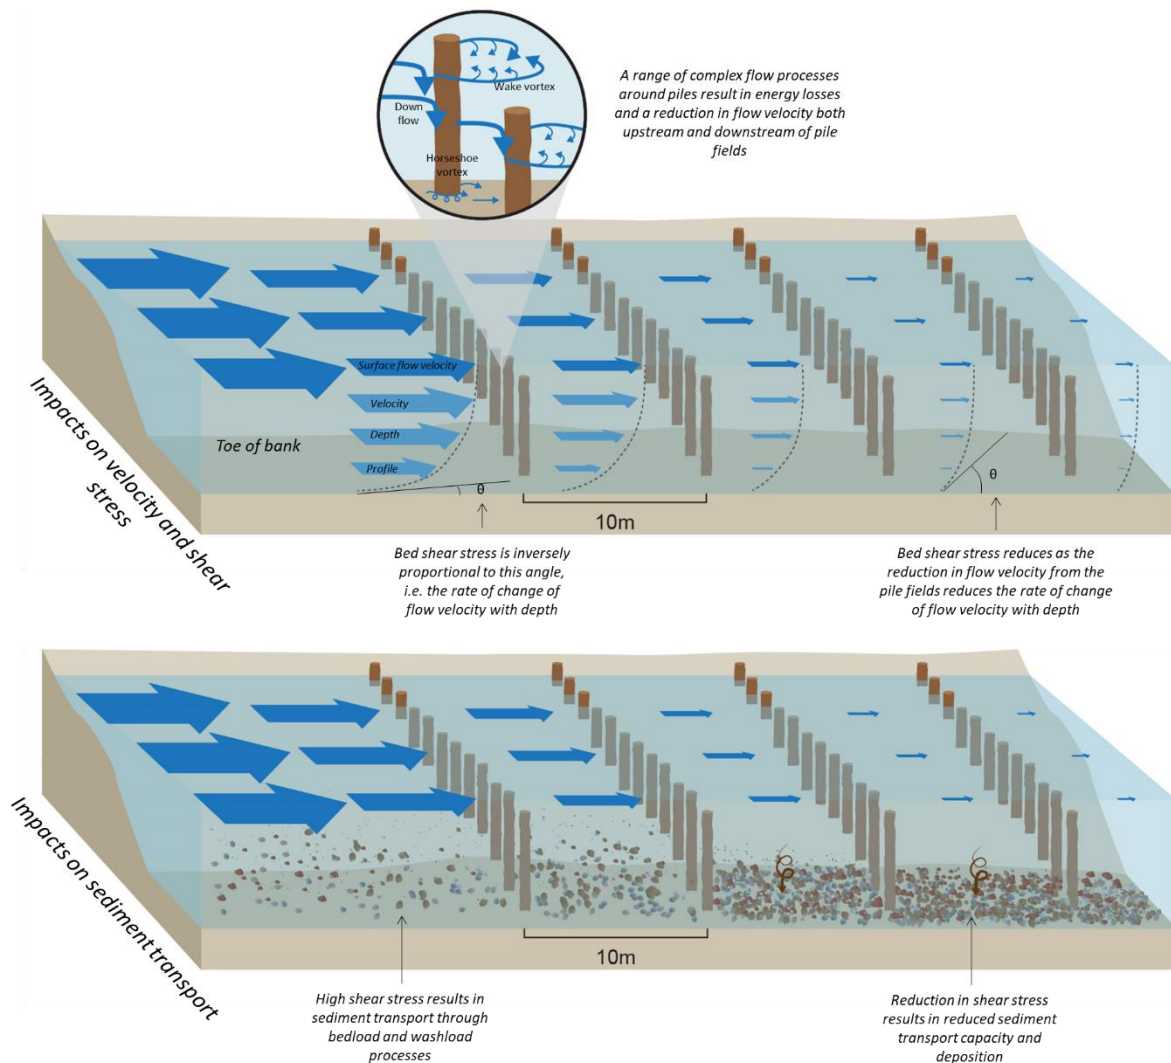 A range of complex flow processes
around piles result in energy losses
and a reduction in flow velocity both
upstream and downstream of pile
fields
Wake vortex
Down
flow
Horseshoe
vortex
Impacts on velocity and shear
stress
Surface flow velocity
Velocity
Depth
Profile
Toe of bank
θ
θ
10m
Bed shear stress is inversely
proportional to this angle,
i.e. the rate of change of
flow velocity with depth
Bed shear stress reduces as the
reduction in flow velocity from the
pile fields reduces the rate of change
of flow velocity with depth
Impacts on sediment transport
10m
High shear stress results in
sediment transport through
bedload and washload
processes
Reduction in shear stress
results in reduced sediment
transport capacity and
deposition